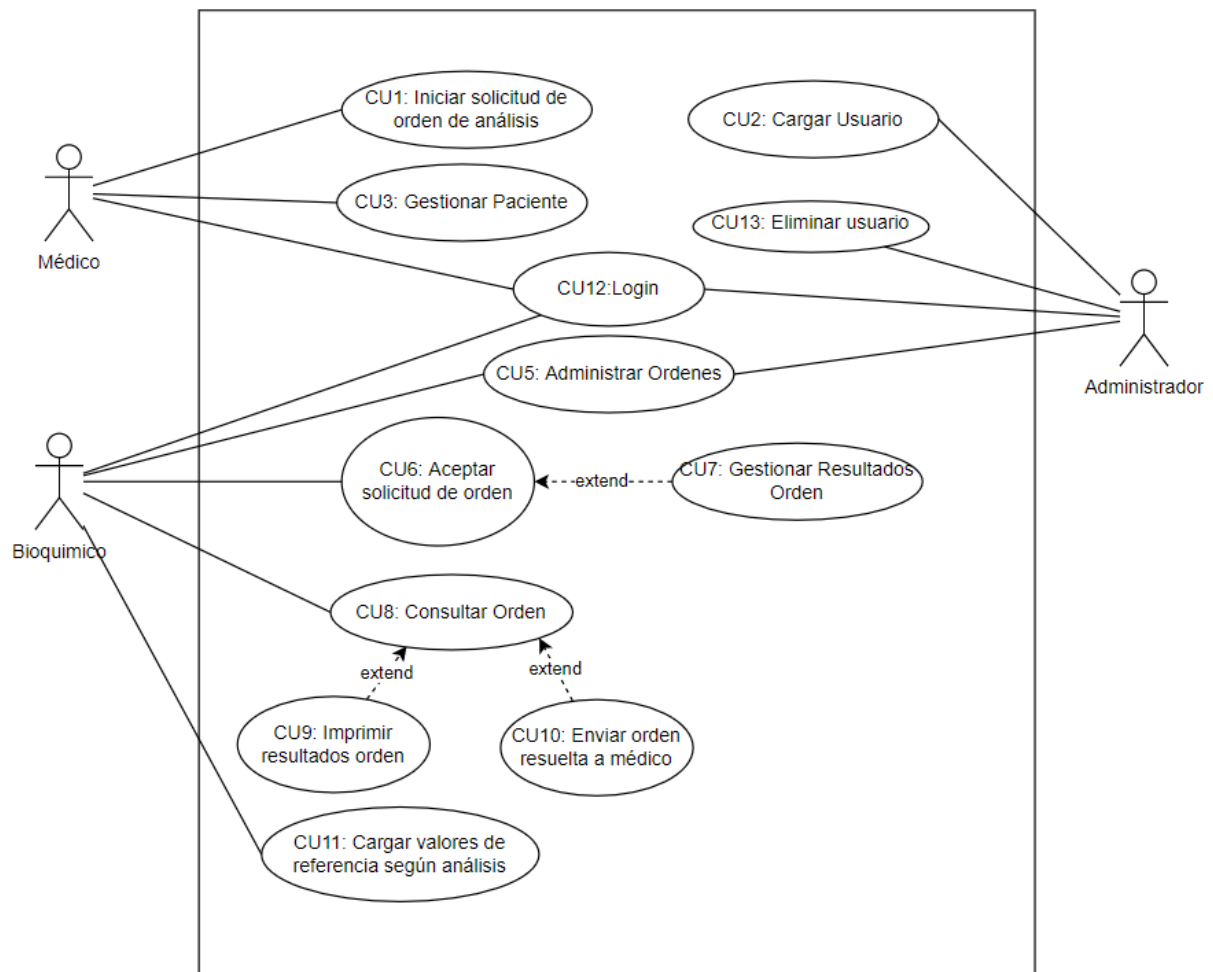 CU1: Iniciar solicitud de
orden de análisis
CU2: Cargar Usuario
CU3: Gestionar Paciente
CU13: Eliminar usuario
Médico
CU12:Login
Administrador
CU5: Administrar Ordenes
CU6: Aceptar
solicitud de orden
extend
CU7: Gestionar Resultados
Orden
Bioquimico
CU8: Consultar Orden
extend
extend
CU9: Imprimir
resultados orden
CU10: Enviar orden
resuelta a médico
CU11: Cargar valores de
referencia según análisis